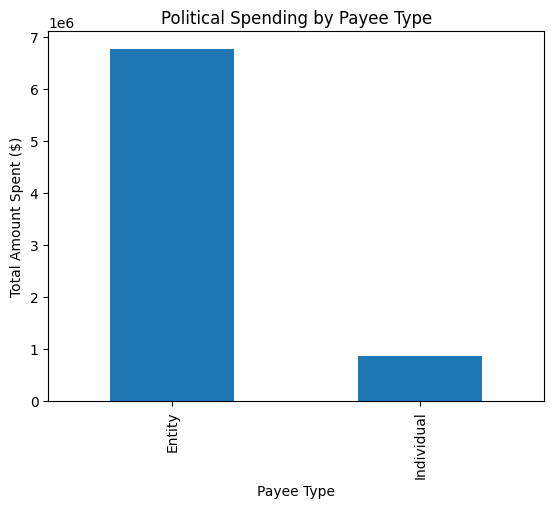 Political Spending by Payee Type
1e6
7
6
5
4
3
2
1
0
Total Amount Spent ($)
Entity
Individual
Payee Type